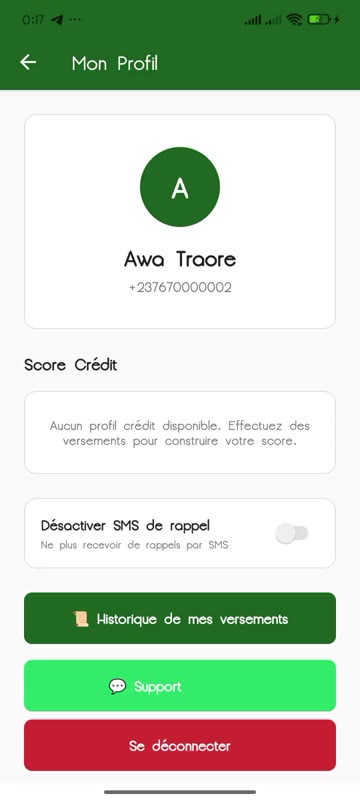 0:17
Mon Profil
A
Awa Traore
+237670000002
Score Crédit
Aucun profil crédit disponible. Effectuez des
versements pour construire votre score.
Désactiver SMS de rappel
Ne plus recevoir de rappels par SMS
📜 Historique de mes versements
💬 Support
Se déconnecter